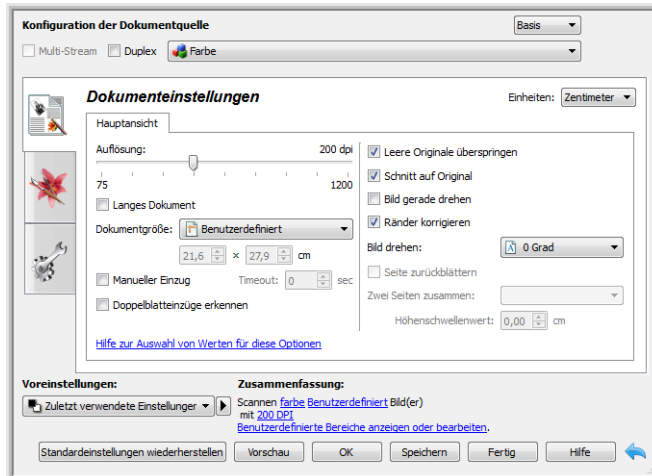 Konfiguration der Dokumentquelle
Basis
Multi-Stream Duplex Farbe
Dokumenteinstellungen
Einheiten: Zentimeter
Hauptansicht
Auflösung: 200 dpi
75 1200
Langes Dokument
Dokumentgröße: Benutzerdefiniert
21,6 × 27,9 cm
Manueller Einzug Timeout: 0 sec
Doppelblatteinzüge erkennen
Hilfe zur Auswahl von Werten für diese Optionen
Leere Originale überspringen
Schnitt auf Original
Bild gerade drehen
Ränder korrigieren
Bild drehen: 0 Grad
Seite zurückblättern
Zwei Seiten zusammen:
Höhenschwellenwert: 0,00 cm
Voreinstellungen:
Zuletzt verwendete Einstellunger
Zusammenfassung:
Scannen farbe Benutzerdefiniert Bild(er)
mit 200 DPI
Benutzerdefinierte Bereiche anzeigen oder bearbeiten.
Standardeinstellungen wiederherstellen Vorschau OK Speichern Fertig Hilfe